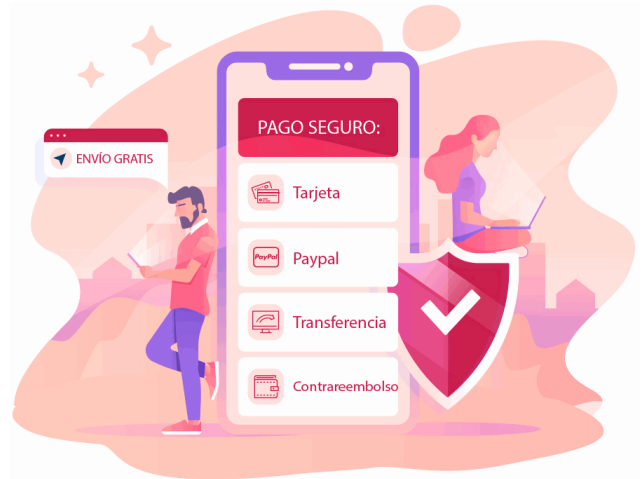 PAGO SEGURO:
ENVÍO GRATIS
Tarjeta
PayPal
Paypal
Transferencia
Contrareembolso